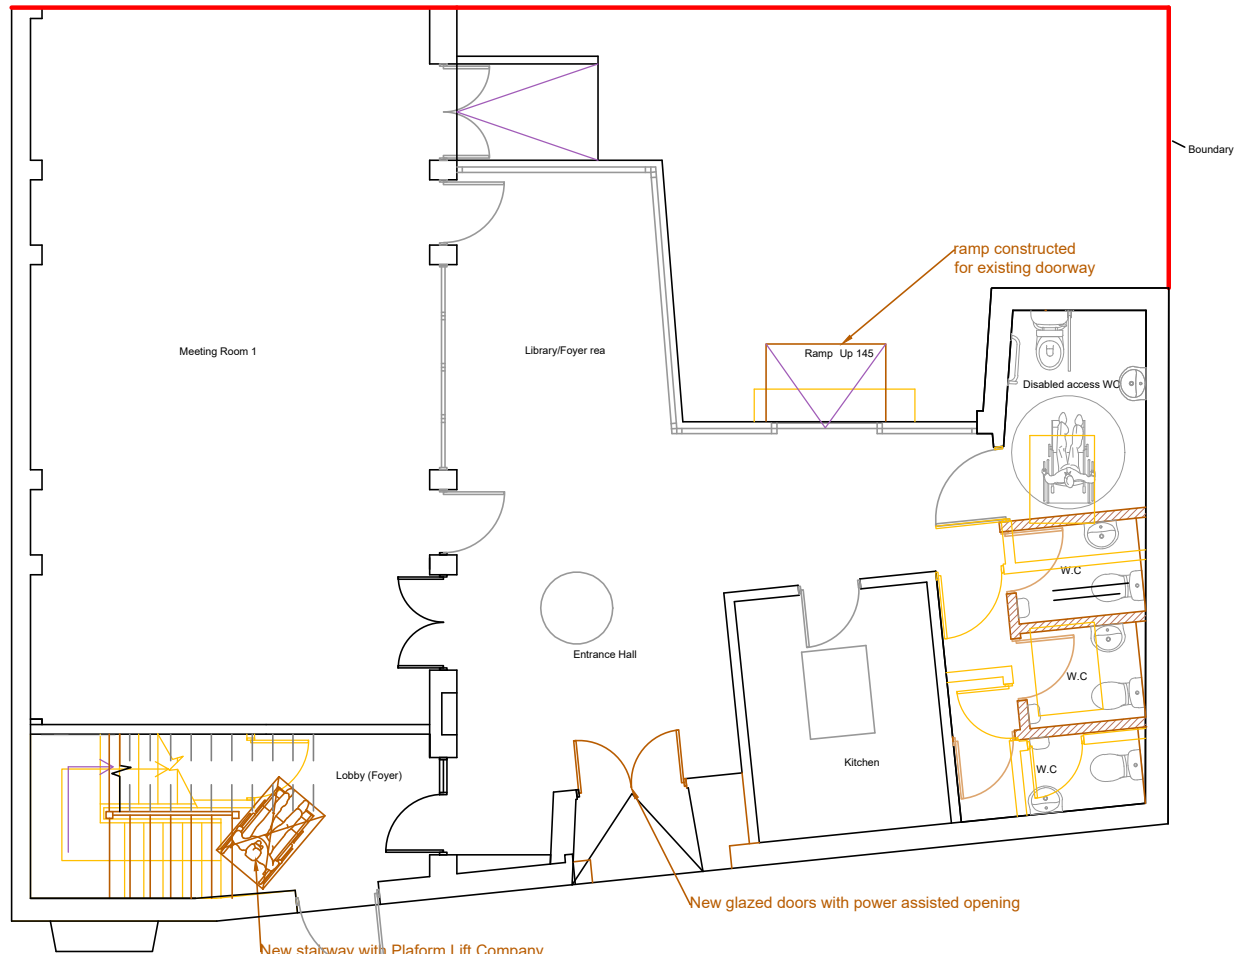 Boundary
ramp constructed
for existing doorway
Meeting Room 1
Library/Foyer rea
Ramp Up 145
Disabled access WC
W.C
Entrance Hall
W.C
Kitchen
W.C
Lobby (Foyer)
New glazed doors with power assisted opening
New stairway with Plaform Lift Company